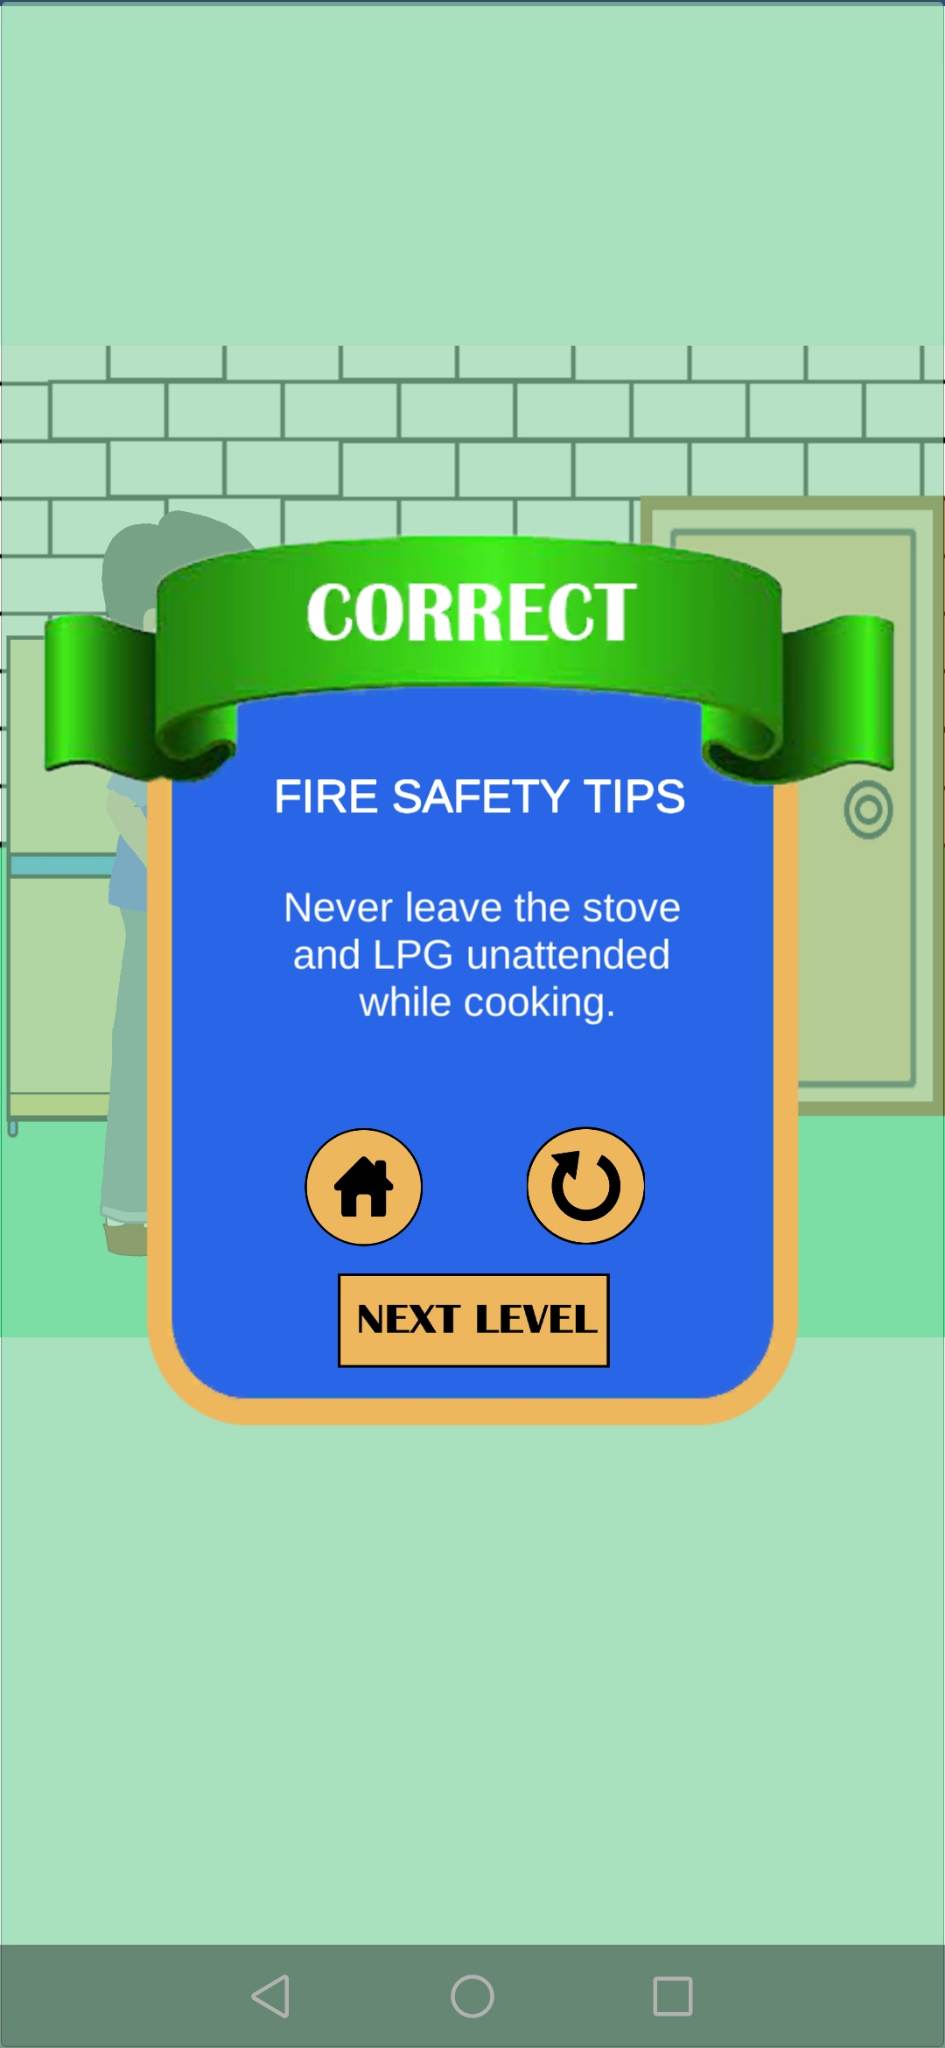 CORRECT
FIRE SAFETY TIPS
Never leave the stove
and LPG unattended
while cooking.
NEXT LEVEL